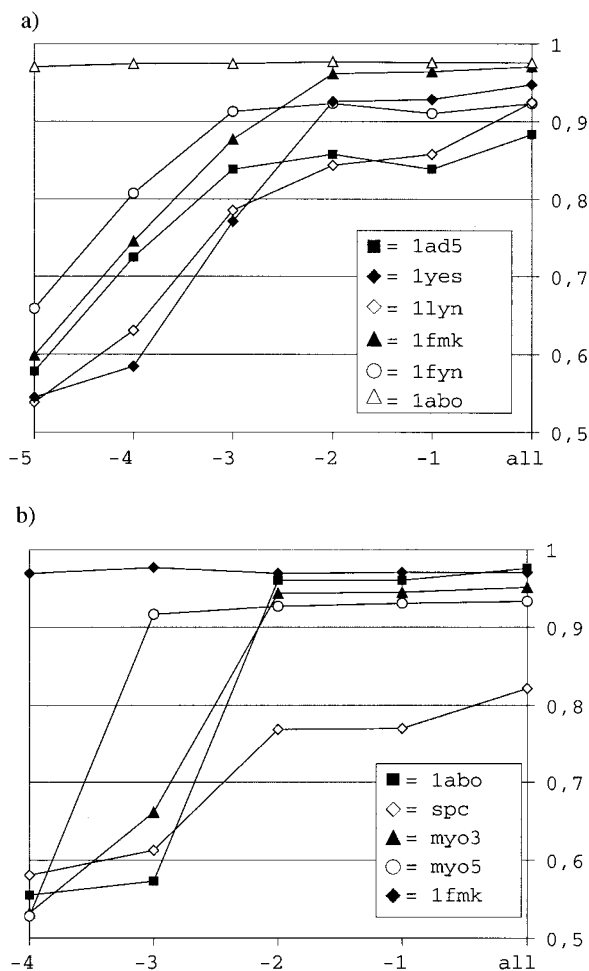 a)
1
0,9
0,8
0,7
0,6
0,5
= 1ad5
= 1yes
= 1lyn
= 1fmk
= 1fyn
= 1abo
-5 -4 -3 -2 -1 all
b)
1
0,9
0,8
0,7
0,6
0,5
= 1abo
= spc
= myo3
= myo5
= 1fmk
-4 -3 -2 -1 all